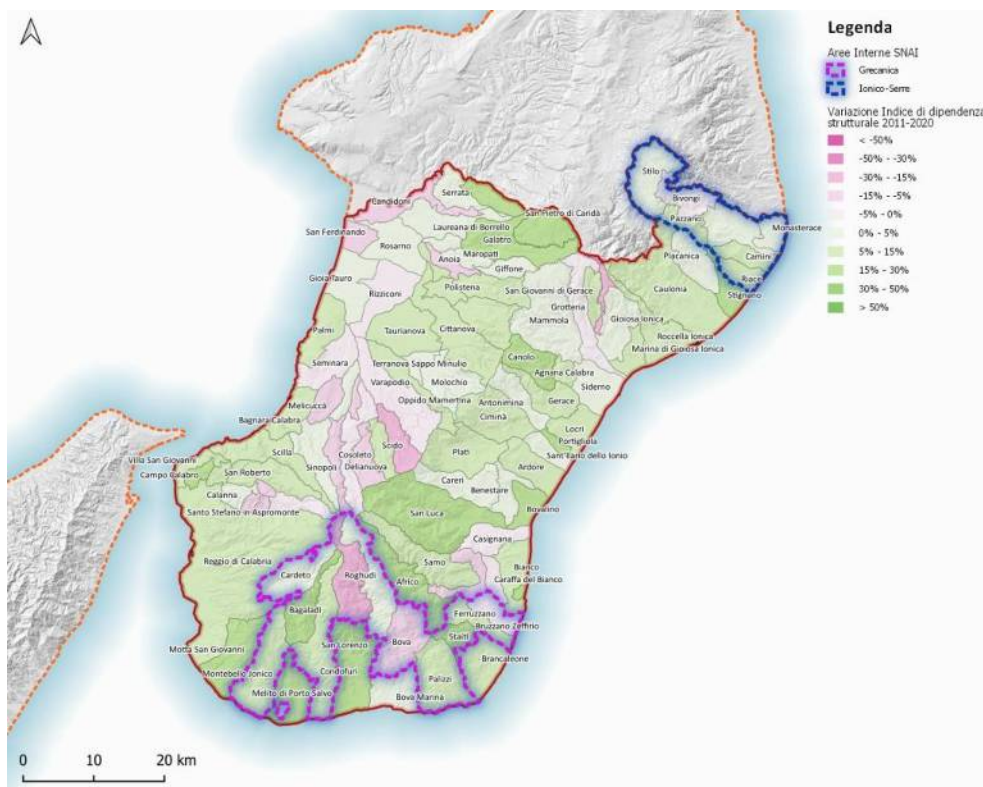 Legenda
Aree Interne SNAI
Grecanica
Ionico-Serre
Variazione Indice di dipendenza
strutturale 2011-2020
< -50%
-50% - -30%
-30% - -15%
-15% - -5%
-5% - 0%
0% - 5%
5% - 15%
15% - 30%
30% - 50%
> 50%
Stilo
Bivongi
Pazzano
Monasterace
Placanica
Camini
Riace
Stignano
Caulonia
Serrata
Candidoni
San Pietro di Caridà
San Ferdinando
Laureana di Borrello
Rosarno
Galatro
Maropati
Anoia
Giffone
Gioia Tauro
Polistena
Rizziconi
San Giovanni di Gerace
Grotteria
Mammola
Gioiosa Ionica
Roccella Ionica
Marina di Gioiosa Ionica
Palmi
Taurianova
Cittanova
Canolo
Seminara
Terranova Sappo Minulio
Agnana Calabra
Varapodio
Molochio
Siderno
Oppido Mamertina
Antonimina
Gerace
Melicuccà
Ciminà
Bagnara Calabra
Locri
Portigliola
Scilla
Cosoleto
Scido
Platì
Sant'Ilario dello Ionio
Villa San Giovanni
Campo Calabro
San Roberto
Sinopoli
Delianuova
Ardore
Careri
Benestare
Calanna
Santo Stefano in Aspromonte
San Luca
Bovalino
Casignana
Reggio di Calabria
Samo
Bianco
Cardeto
Roghudi
Africo
Caraffa del Bianco
Bagaladi
Ferruzzano
Bruzzano Zeffirio
Motta San Giovanni
San Lorenzo
Bova
Staiti
Brancaleone
Montebello Jonico
Condofuri
Palizzi
Melito di Porto Salvo
Bova Marina
0 10 20 km